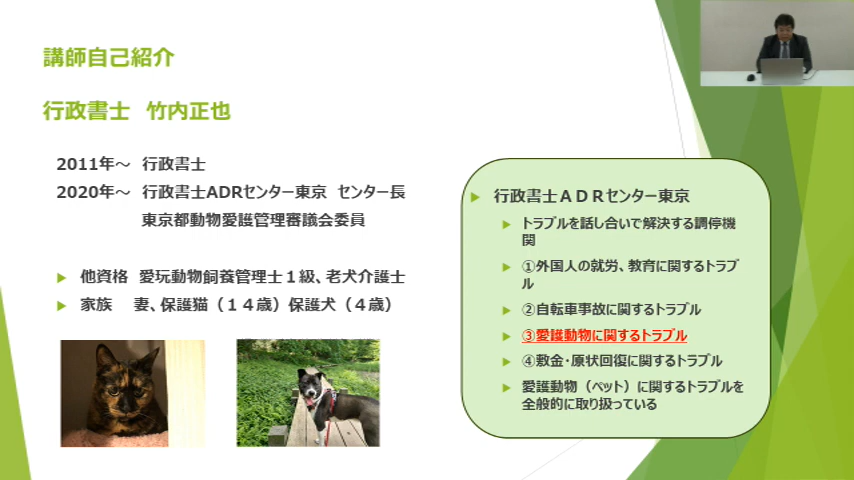 講師自己紹介
行政書士 竹内正也
2011年～ 行政書士
2020年～ 行政書士ADRセンター東京 センター長
東京都動物愛護管理審議会委員
他資格 愛玩動物飼養管理士１級、老犬介護士
家族 妻、保護猫（１４歳）保護犬（４歳）
行政書士ＡＤＲセンター東京
トラブルを話し合いで解決する調停機
関
①外国人の就労、教育に関するトラブ
ル
②自転車事故に関するトラブル
③愛護動物に関するトラブル
④敷金・原状回復に関するトラブル
愛護動物（ペット）に関するトラブルを
全般的に取り扱っている